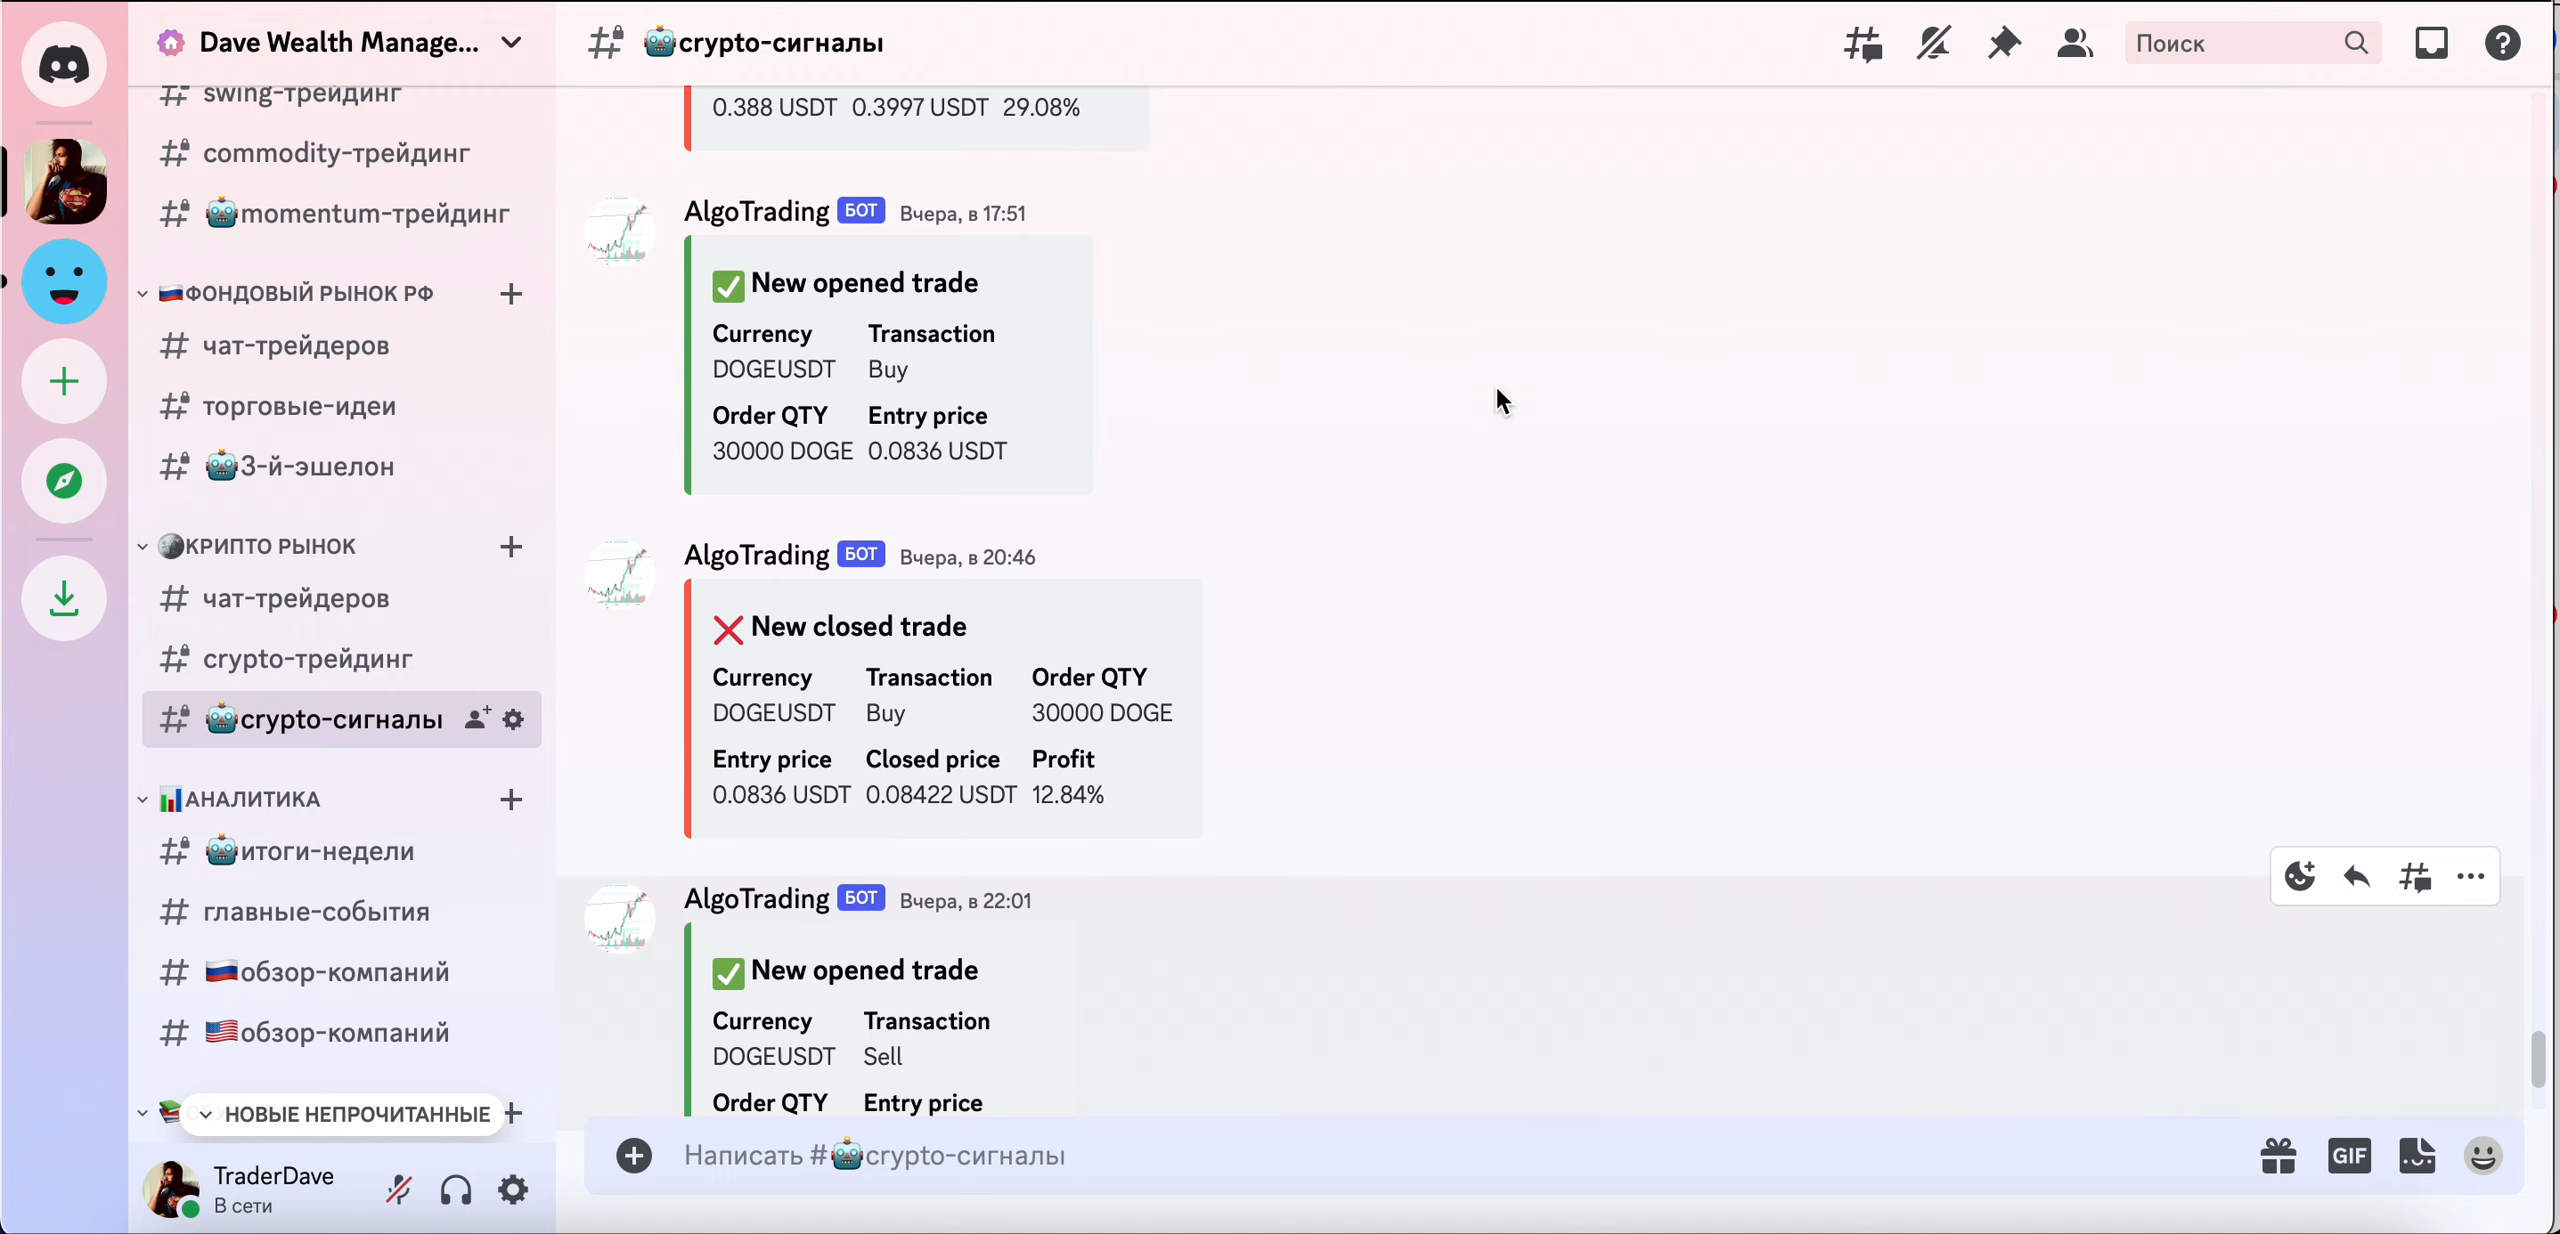 Dave Wealth Manage...
swing-трейдинг
commodity-трейдинг
🤖momentum-трейдинг
🇷🇺ФОНДОВЫЙ РЫНОК РФ
чат-трейдеров
торговые-идеи
🤖3-й-эшелон
КРИПТО РЫНОК
чат-трейдеров
crypto-трейдинг
🤖crypto-сигналы
📊АНАЛИТИКА
🤖итоги-недели
главные-события
🇷🇺обзор-компаний
🇺🇸обзор-компаний
НОВЫЕ НЕПРОЧИТАННЫЕ
TraderDave
В сети
🤖crypto-сигналы
Поиск
0.388 USDT 0.3997 USDT 29.08%
AlgoTrading БОТ Вчера, в 17:51
✅ New opened trade
Currency Transaction
DOGEUSDT Buy
Order QTY Entry price
30000 DOGE 0.0836 USDT
AlgoTrading БОТ Вчера, в 20:46
❌ New closed trade
Currency Transaction Order QTY
DOGEUSDT Buy 30000 DOGE
Entry price Closed price Profit
0.0836 USDT 0.08422 USDT 12.84%
AlgoTrading БОТ Вчера, в 22:01
✅ New opened trade
Currency Transaction
DOGEUSDT Sell
Order QTY Entry price
Написать #🤖crypto-сигналы
GIF